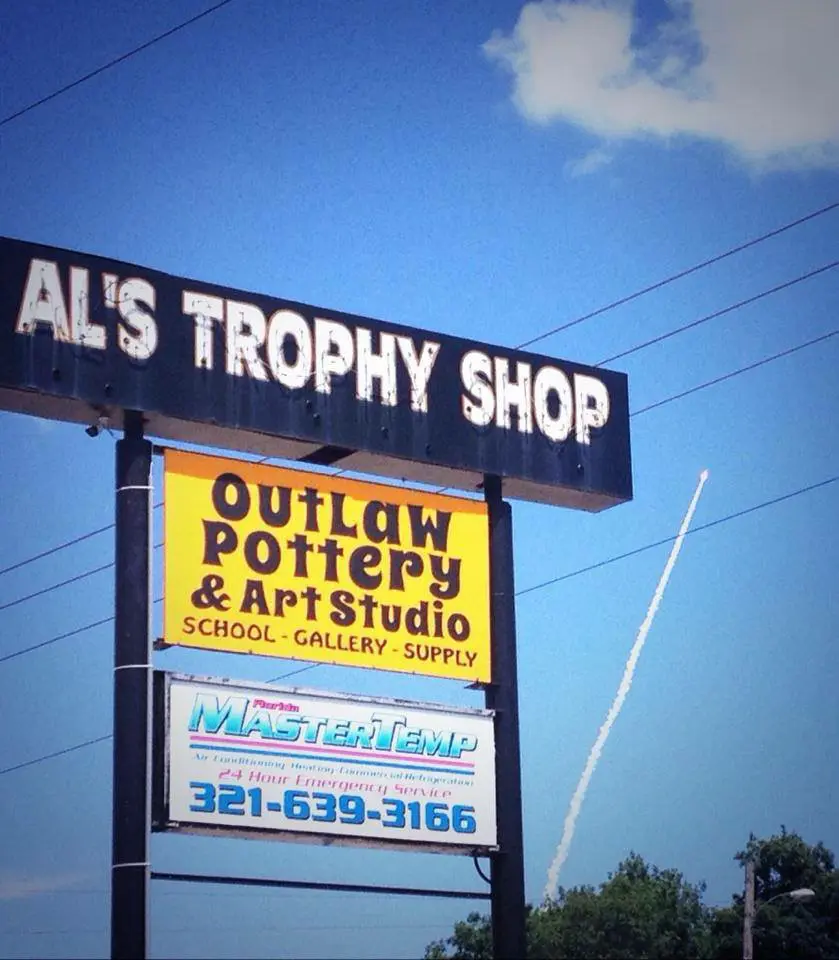 AL'S TROPHY SHOP
OUtLaW
POttery
& Art Studio
SCHOOL - GALLERY - SUPPLY
Florida
MASTERTEMP
Air Conditioning-Heating-Commercial Refrigeration
24 Hour Emergency Service
321-639-3166